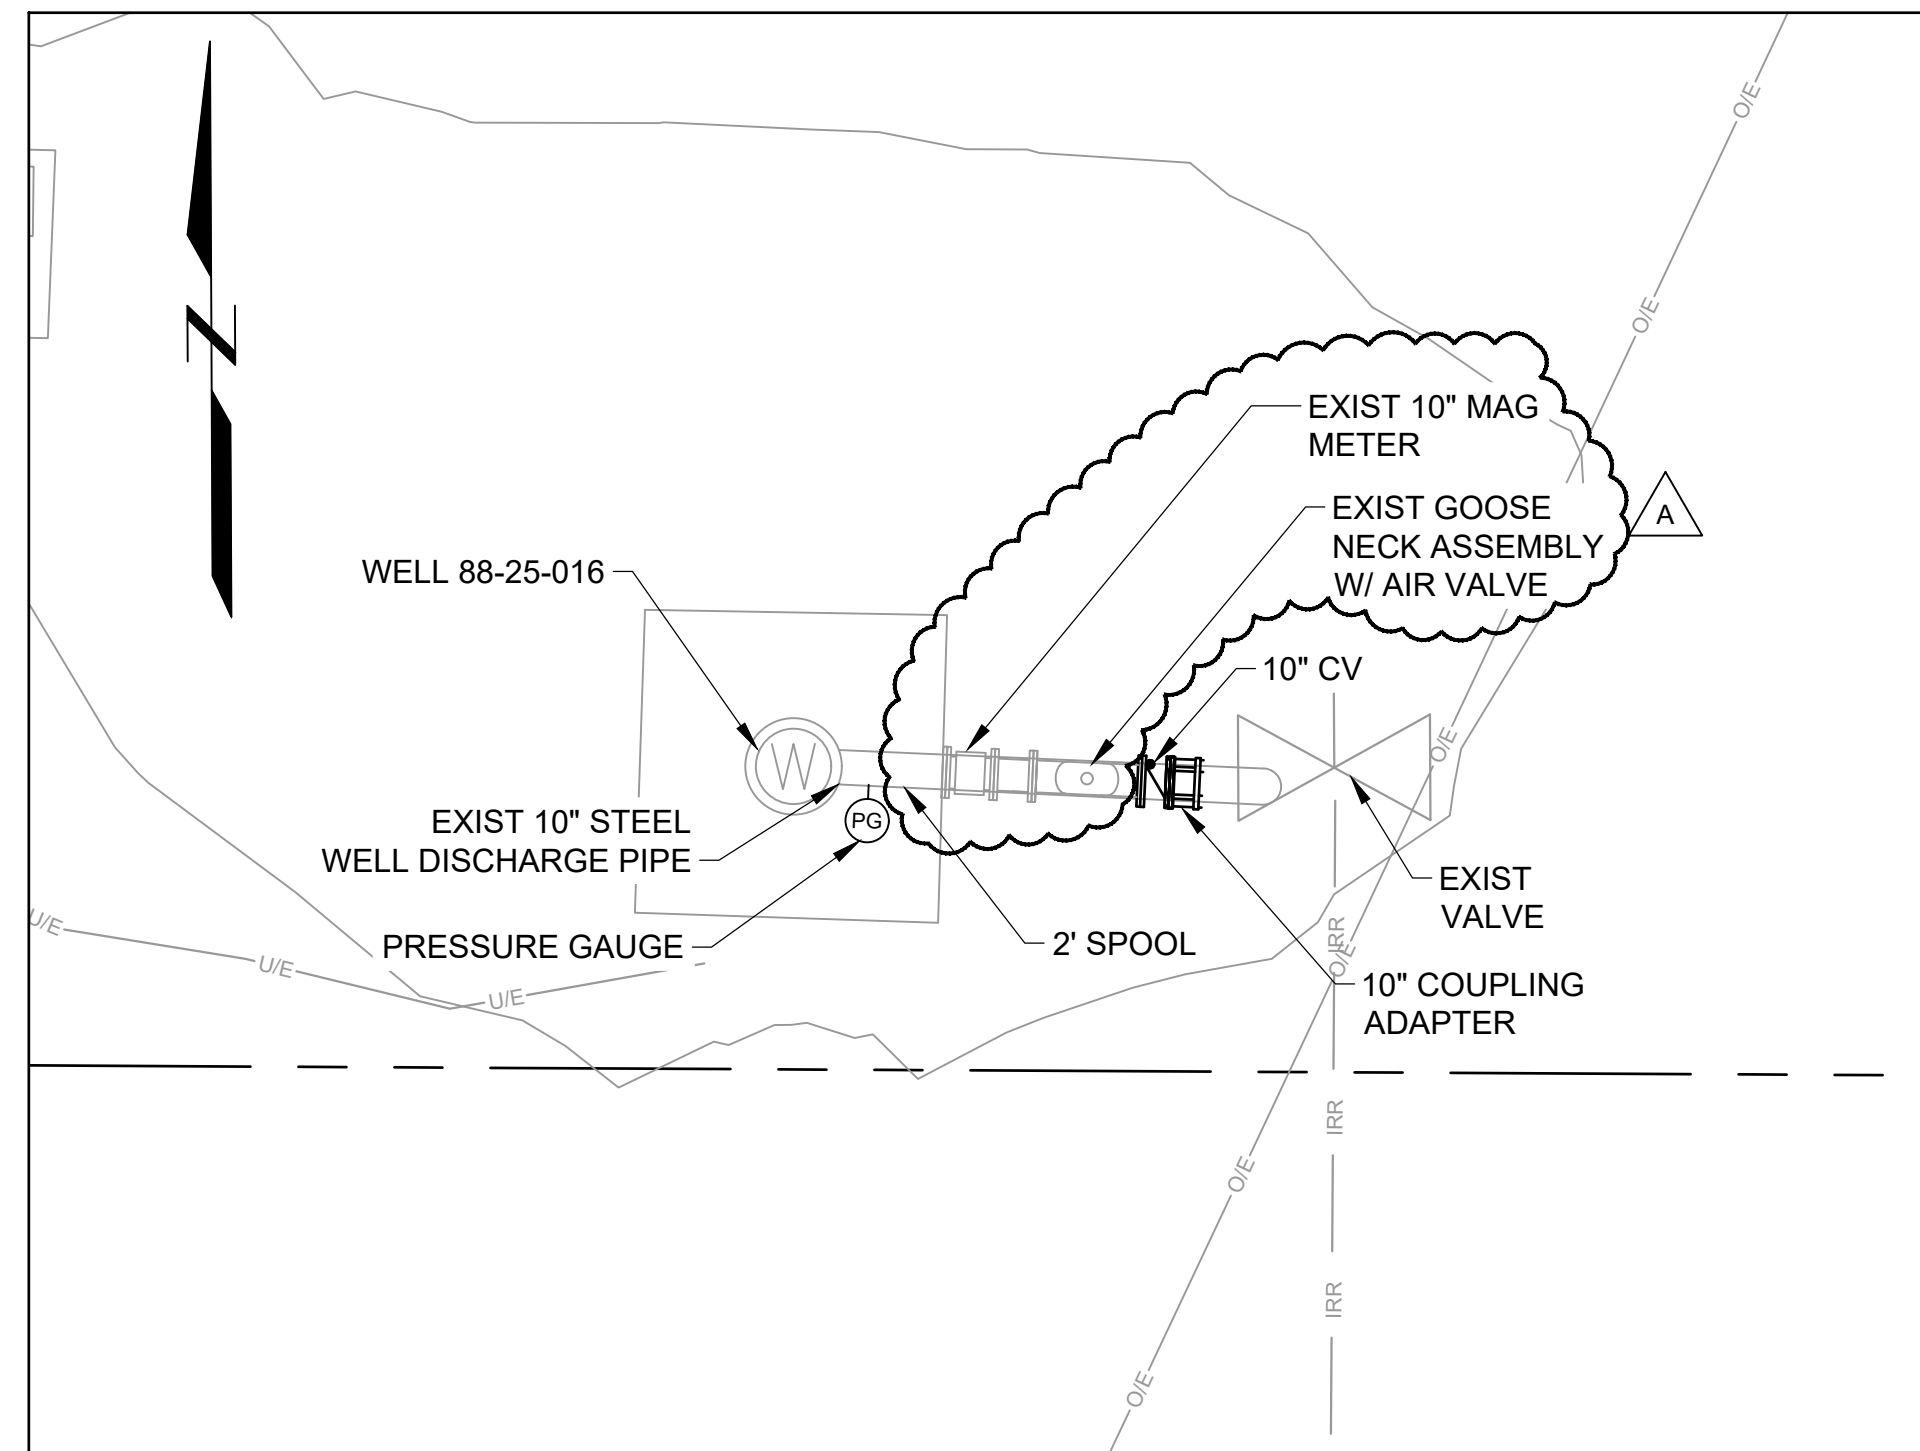 O/E
N
O/E
EXIST 10" MAG
METER
EXIST GOOSE
NECK ASSEMBLY
W/ AIR VALVE
A
WELL 88-25-016
10" CV
W
O/E
EXIST 10" STEEL
WELL DISCHARGE PIPE
PG
EXIST
VALVE
U/E
PRESSURE GAUGE
2' SPOOL
IRR
O/E
U/E
U/E
10" COUPLING
ADAPTER
IRR
O/E
IRR
O/E